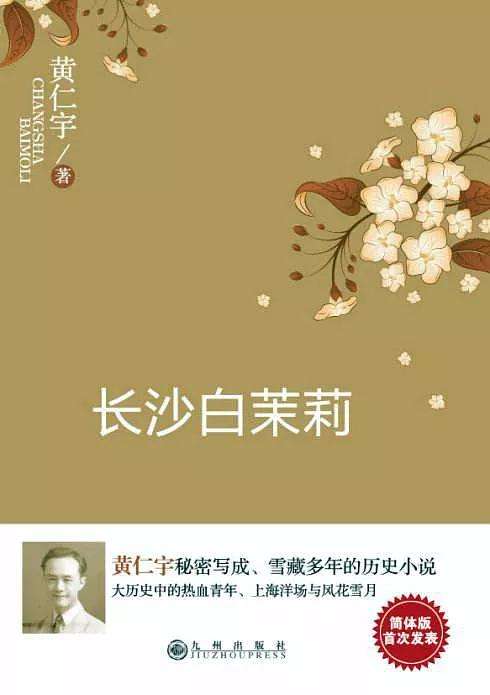 黄仁宇/著
CHANGSHA
BAIMOLI
长沙白茉莉
黄仁宇秘密写成、雪藏多年的历史小说
大历史中的热血青年、上海洋场与风花雪月
简体版
首次发表
九州出版社
JIUZHOUPRESS